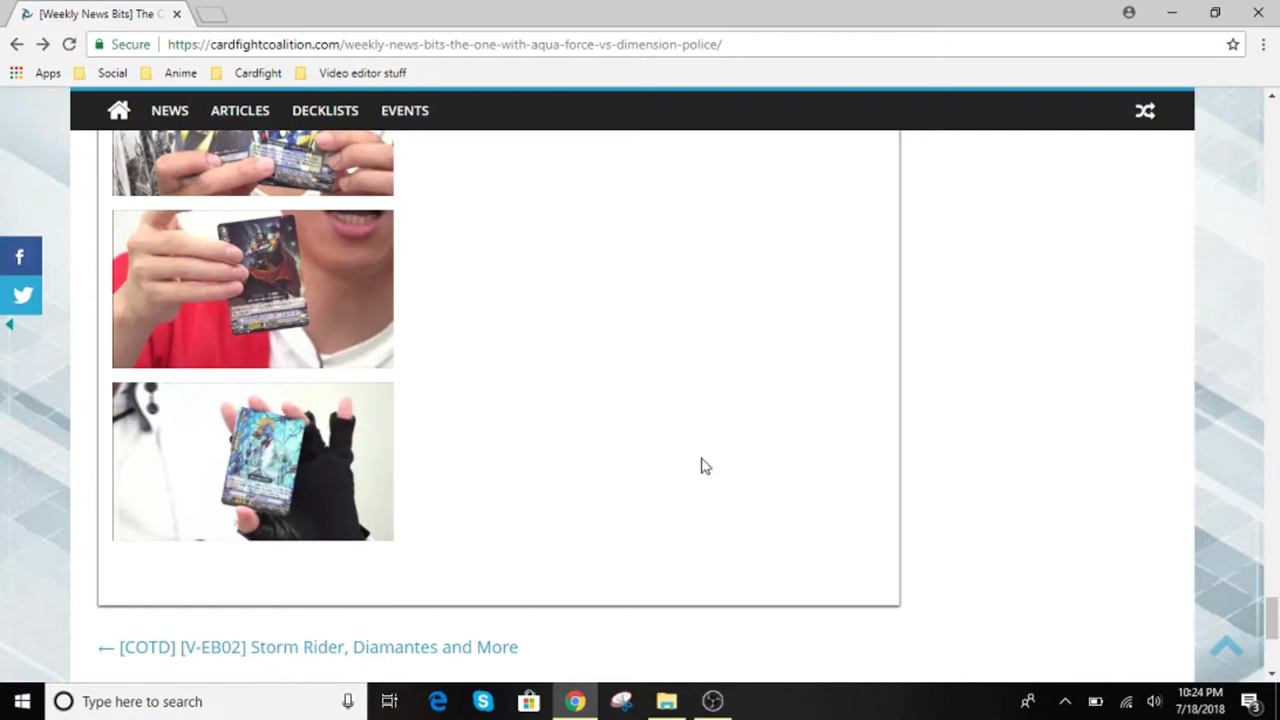 [Weekly News Bits] The C
Secure
https://cardfightcoalition.com/weekly-news-bits-the-one-with-aqua-force-vs-dimension-police/
Apps Social Anime Cardfight Video editor stuff
NEWS ARTICLES DECKLISTS EVENTS
← [COTD] [V-EB02] Storm Rider, Diamantes and More
Type here to search
10:24 PM
7/18/2018
3